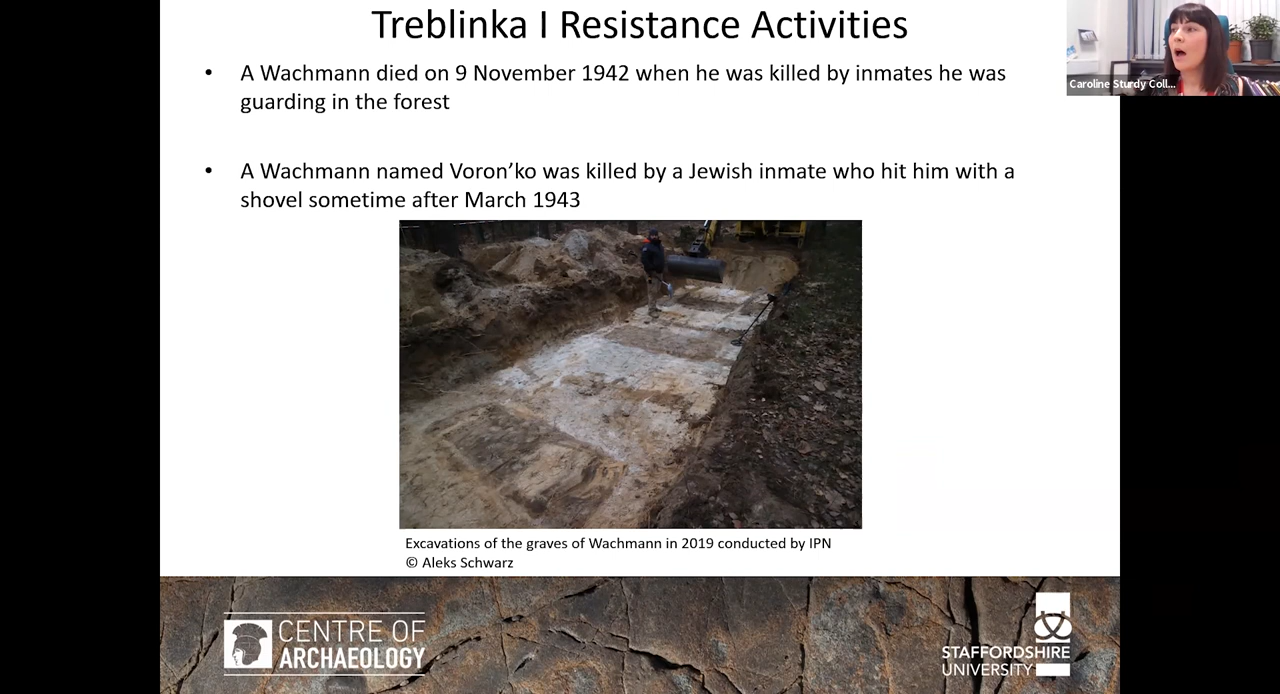 Treblinka I Resistance Activities
Caroline Sturdy Coll...
• A Wachmann died on 9 November 1942 when he was killed by inmates he was
guarding in the forest
• A Wachmann named Voron’ko was killed by a Jewish inmate who hit him with a
shovel sometime after March 1943
Excavations of the graves of Wachmann in 2019 conducted by IPN
© Aleks Schwarz
CENTRE OF
ARCHAEOLOGY
STAFFORDSHIRE
UNIVERSITY